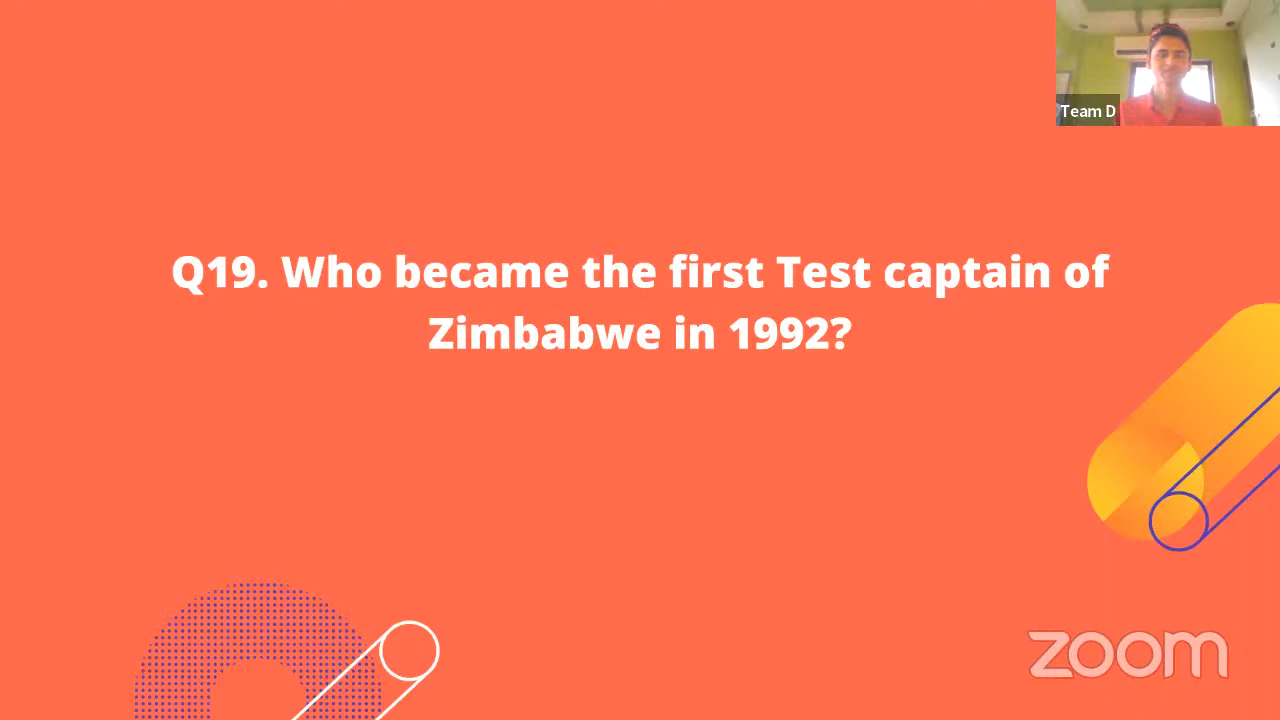 Team D
Q19. Who became the first Test captain of
Zimbabwe in 1992?
zoom